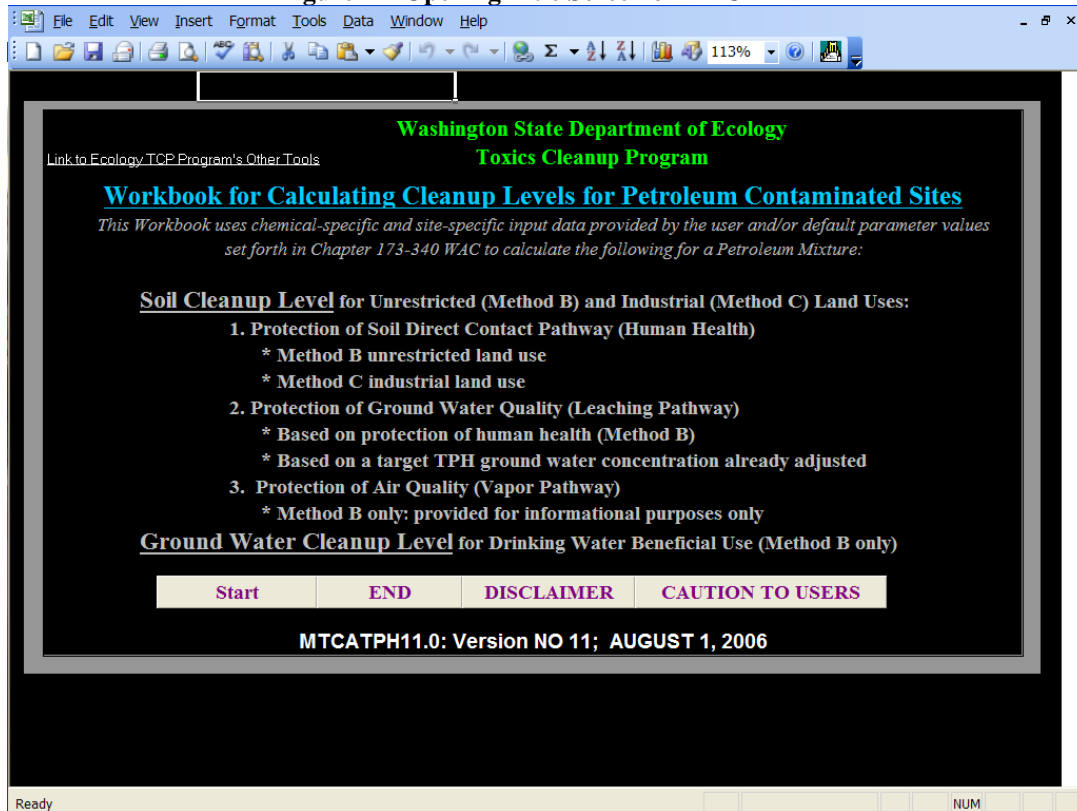 File Edit View Insert Format Tools Data Window Help
113%
Washington State Department of Ecology
Link to Ecology TCP Program's Other Tools
Toxics Cleanup Program
Workbook for Calculating Cleanup Levels for Petroleum Contaminated Sites
This Workbook uses chemical-specific and site-specific input data provided by the user and/or default parameter values
set forth in Chapter 173-340 WAC to calculate the following for a Petroleum Mixture:
Soil Cleanup Level for Unrestricted (Method B) and Industrial (Method C) Land Uses:
1. Protection of Soil Direct Contact Pathway (Human Health)
* Method B unrestricted land use
* Method C industrial land use
2. Protection of Ground Water Quality (Leaching Pathway)
* Based on protection of human health (Method B)
* Based on a target TPH ground water concentration already adjusted
3. Protection of Air Quality (Vapor Pathway)
* Method B only: provided for informational purposes only
Ground Water Cleanup Level for Drinking Water Beneficial Use (Method B only)
Start END DISCLAIMER CAUTION TO USERS
MTCATPH11.0: Version NO 11; AUGUST 1, 2006
Ready NUM